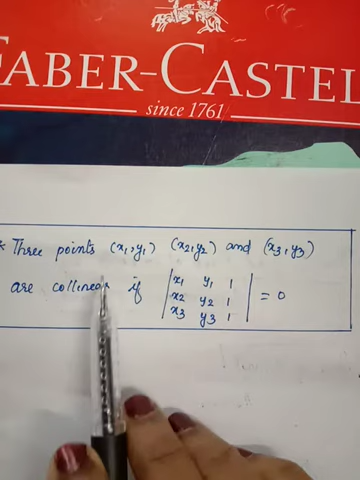 FABER-CASTEL
since 1761
* Three points (x₁,y₁) (x₂,y₂) and (x₃,y₃)
are collinear if | x₁ y₁ 1 |
| x₂ y₂ 1 | = 0
| x₃ y₃ 1 |